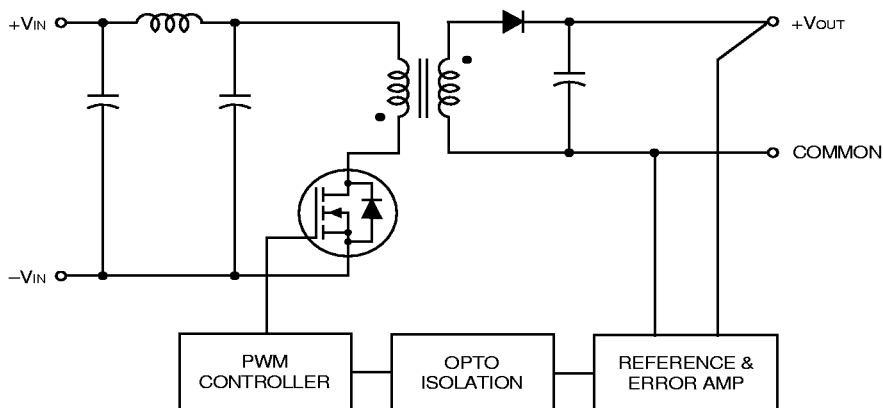 +VIN
+VOUT
COMMON
−VIN
PWM
CONTROLLER
OPTO
ISOLATION
REFERENCE &
ERROR AMP